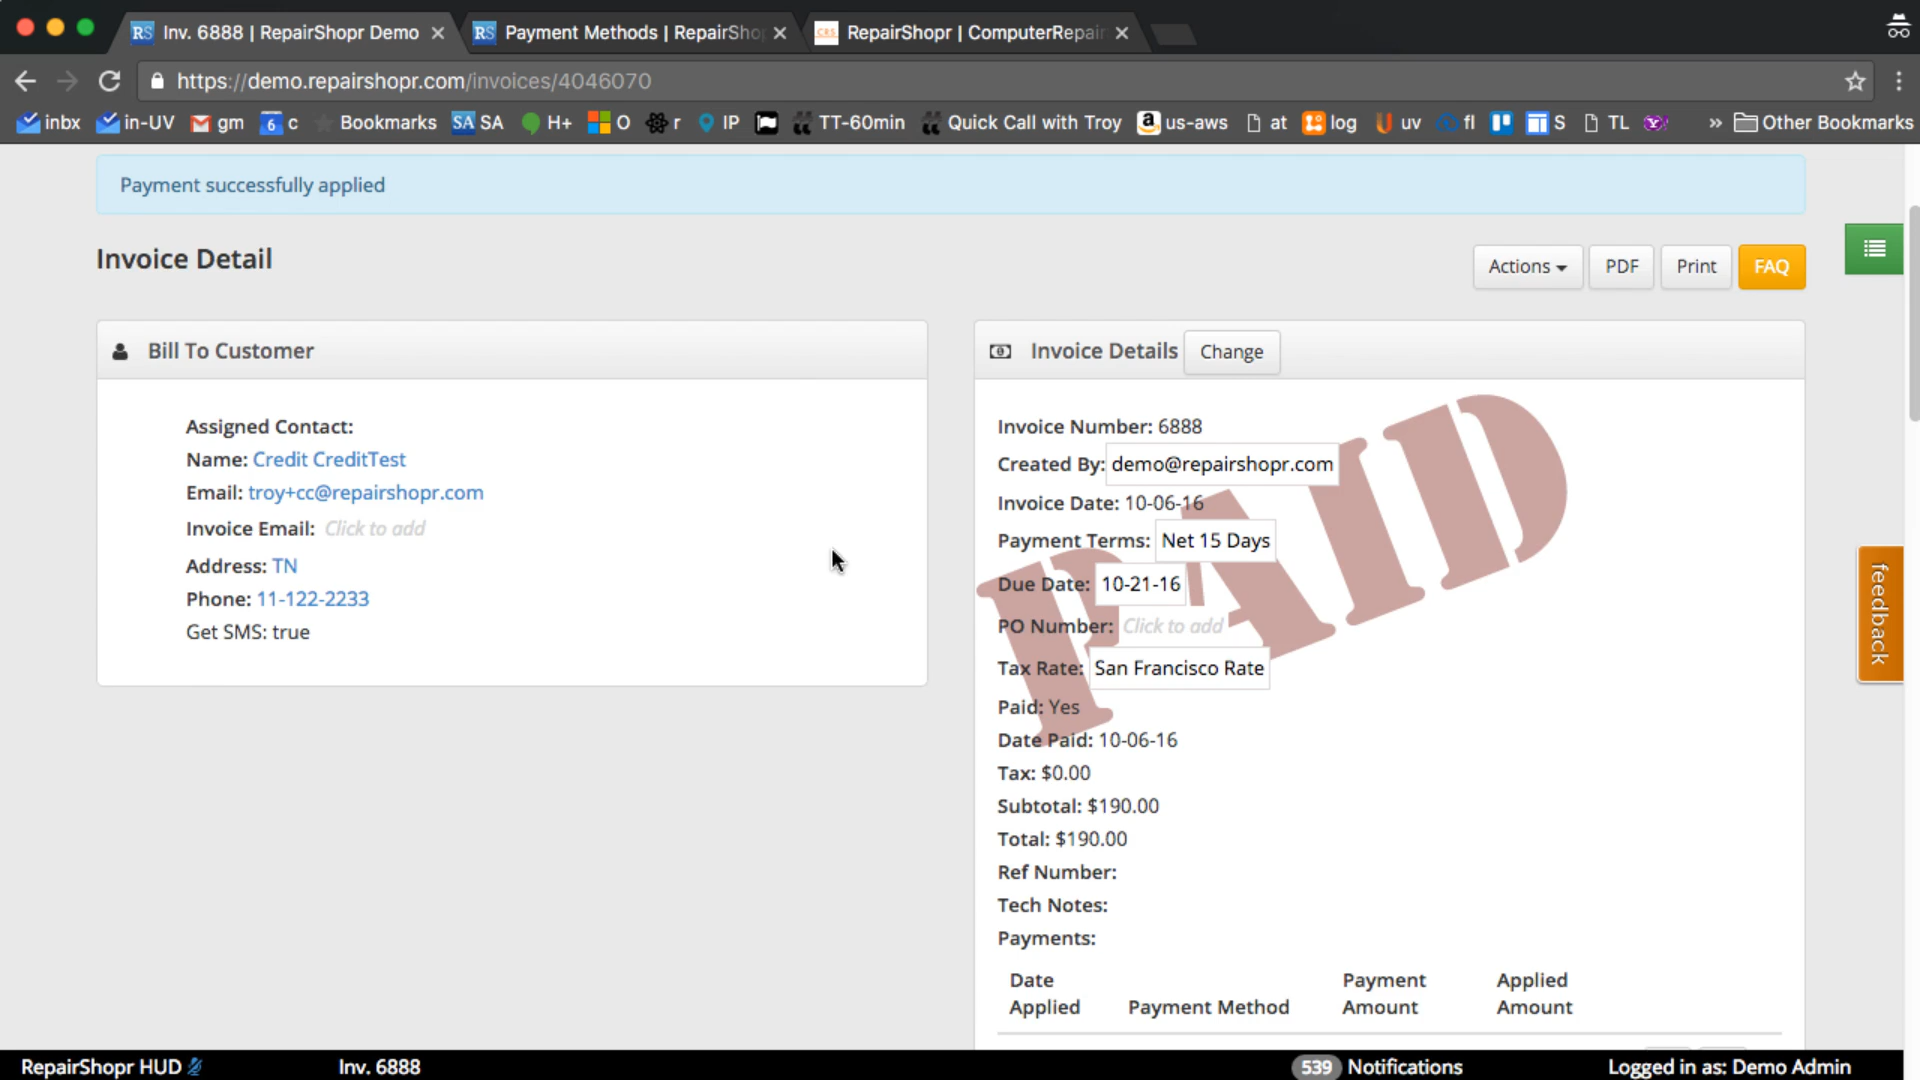 RS Inv. 6888 | RepairShopr Demo
RS Payment Methods | RepairSho
CRS RepairShopr | ComputerRepair
https://demo.repairshopr.com/invoices/4046070
inbx in-UV gm 6 c Bookmarks SA SA H+ O r IP TT-60min Quick Call with Troy a us-aws at log uv fl S TL Y! » Other Bookmarks
Payment successfully applied
Invoice Detail
Actions PDF Print FAQ
Bill To Customer
Assigned Contact:
Name: Credit CreditTest
Email: troy+cc@repairshopr.com
Invoice Email: Click to add
Address: TN
Phone: 11-122-2233
Get SMS: true
Invoice Details Change
PAID
Invoice Number: 6888
Created By: demo@repairshopr.com
Invoice Date: 10-06-16
Payment Terms: Net 15 Days
Due Date: 10-21-16
PO Number: Click to add
Tax Rate: San Francisco Rate
Paid: Yes
Date Paid: 10-06-16
Tax: $0.00
Subtotal: $190.00
Total: $190.00
Ref Number:
Tech Notes:
Payments:
Date Applied Payment Method Payment Amount Applied Amount
feedback
RepairShopr HUD Inv. 6888 539 Notifications Logged in as: Demo Admin